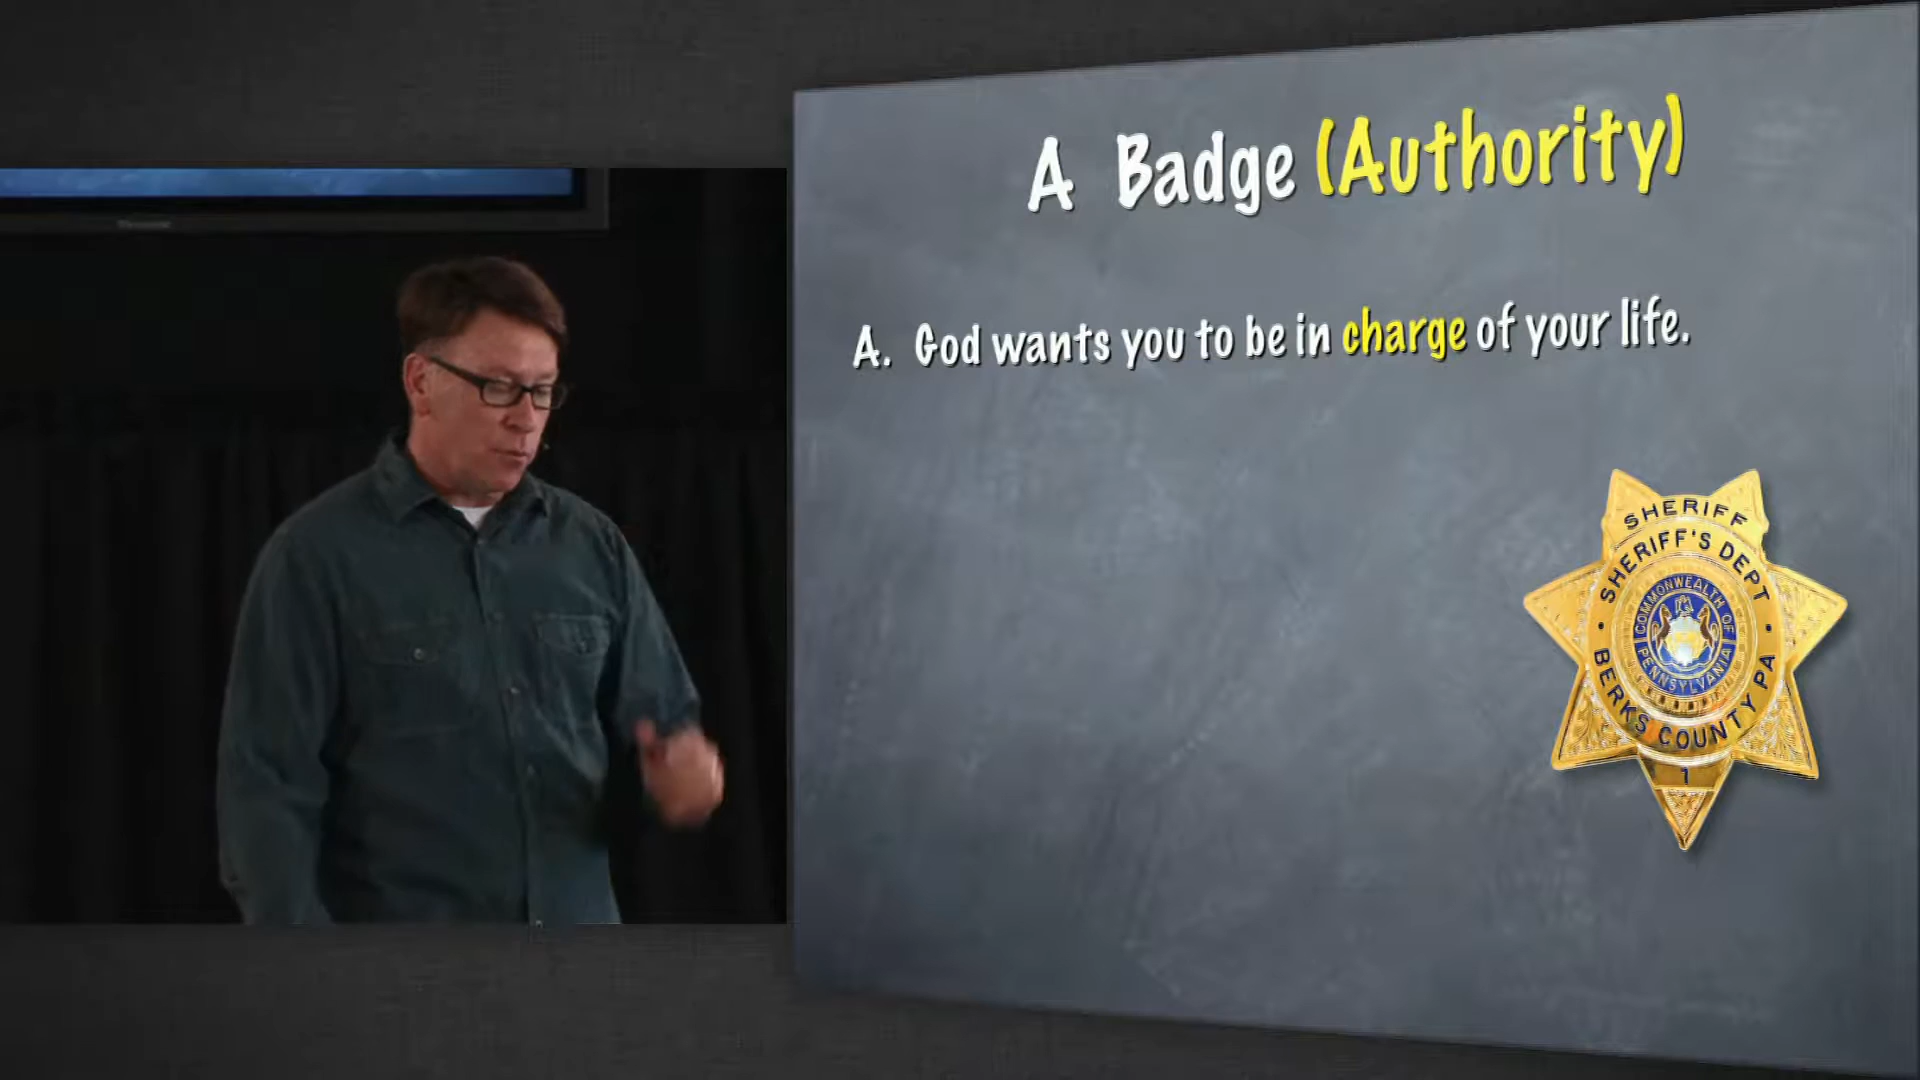 A Badge (Authority)
A. God wants you to be in charge of your life.
SHERIFF
SHERIFF'S DEPT
COMMONWEALTH OF
PENNSYLVANIA
BERKS COUNTY PA
1